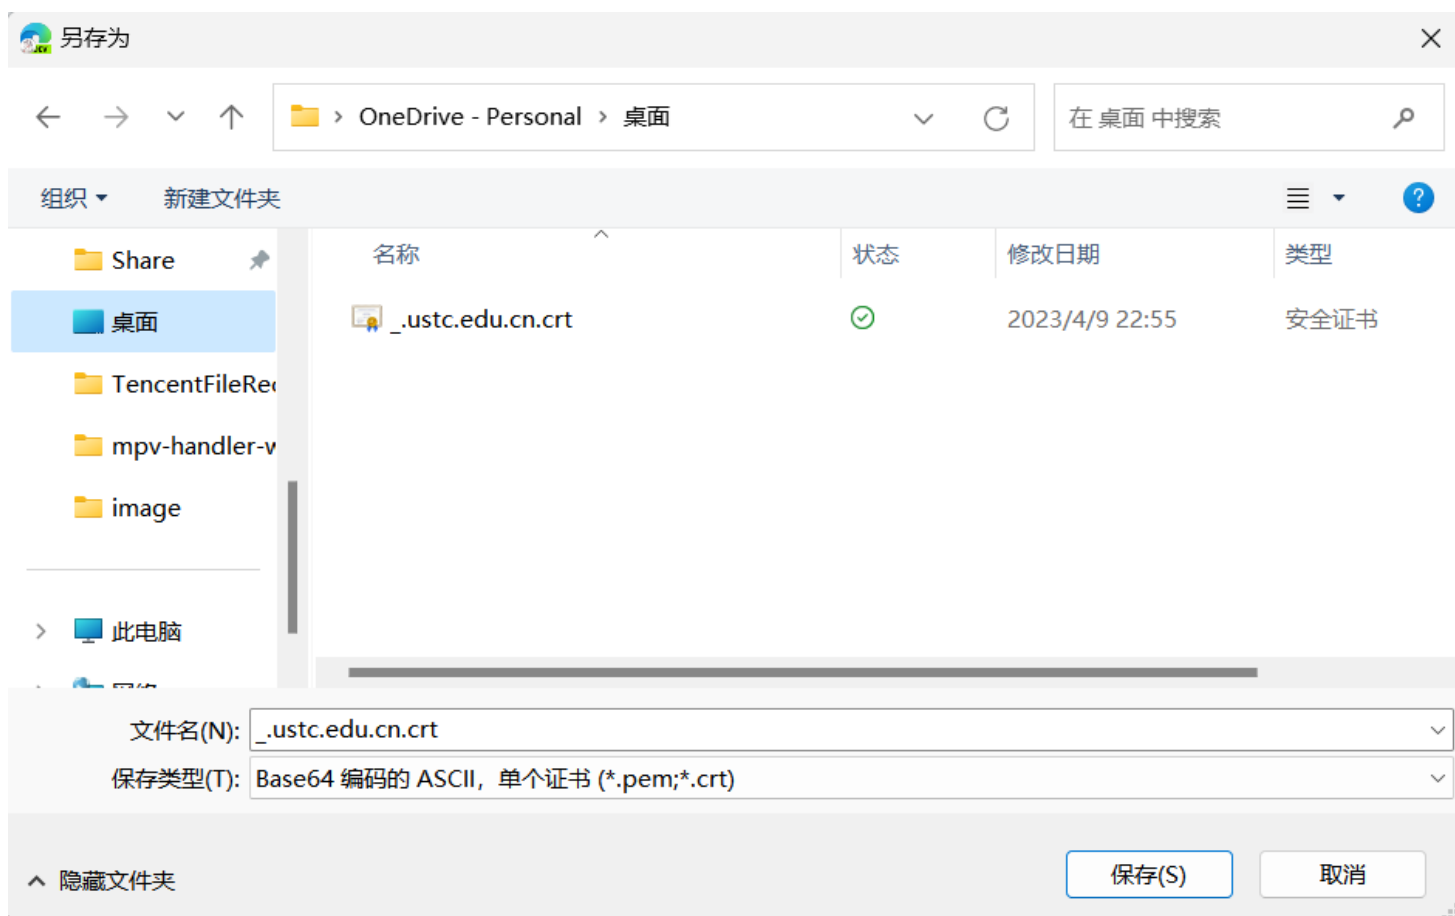 另存为
OneDrive - Personal
桌面
在 桌面 中搜索
组织
新建文件夹
Share
桌面
TencentFileRec
mpv-handler-w
image
此电脑
网络
名称
状态
修改日期
类型
_.ustc.edu.cn.crt
2023/4/9 22:55
安全证书
文件名(N):
_.ustc.edu.cn.crt
保存类型(T):
Base64 编码的 ASCII，单个证书 (*.pem;*.crt)
隐藏文件夹
保存(S)
取消